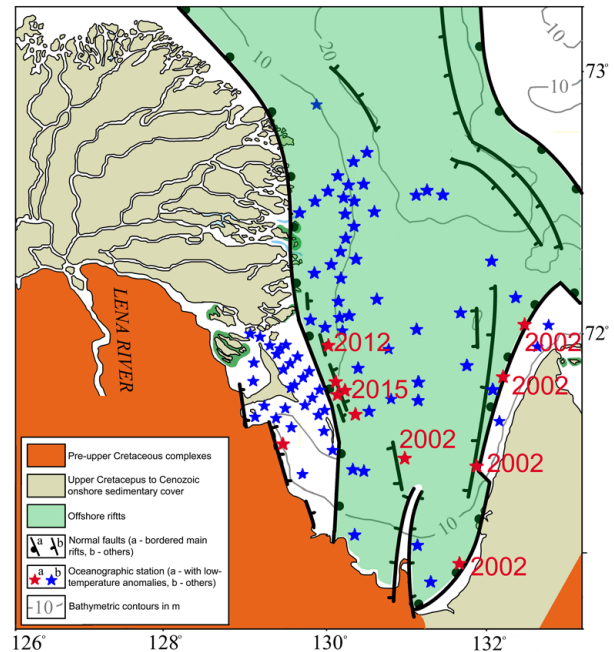 10
20
10
10
73°
LENA RIVER
72°
2012
2002
2015
2002
2002
2002
2002
10
Pre-upper Cretaceous complexes
Upper Cretacepus to Cenozoic
onshore sedimentary cover
Offshore riftts
a b Normal faults (a - bordered main
rifts, b - others)
a b Oceanographic station (a - with low-
temperature anomalies, b - others)
10 Bathymetric contours in m
126° 128° 130° 132°